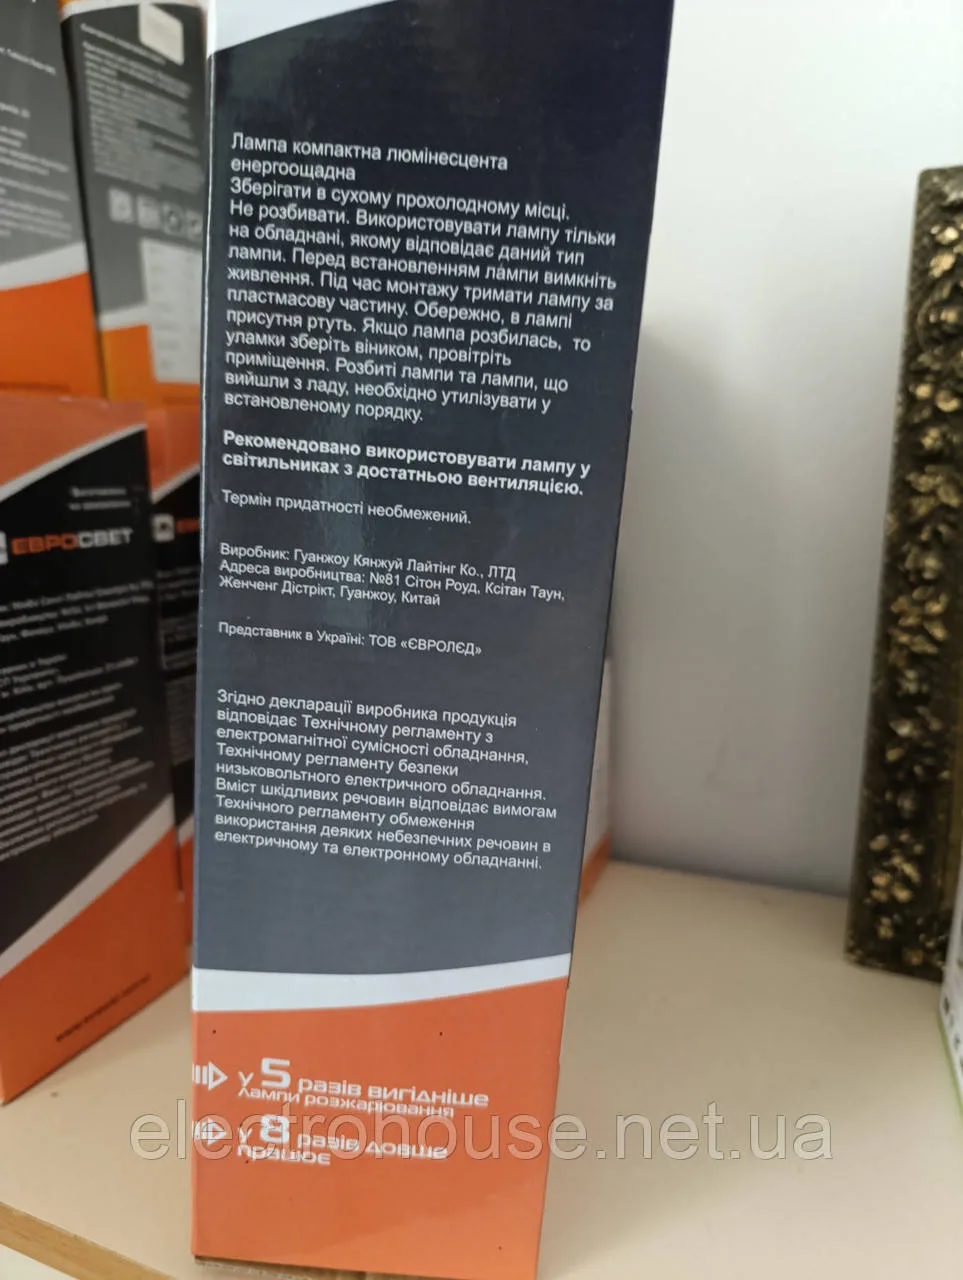 Лампа компактна люмінесцента
енергоощадна
Зберігати в сухому прохолодному місці.
Не розбивати. Використовувати лампу тільки
на обладнані, якому відповідає даний тип
лампи. Перед встановленням лампи вимкніть
живлення. Під час монтажу тримати лампу за
пластмасову частину. Обережно, в лампі
присутня ртуть. Якщо лампа розбилась, то
уламки зберіть віником, провітріть
приміщення. Розбиті лампи та лампи, що
вийшли з ладу, необхідно утилізувати у
встановленому порядку.
Рекомендовано використовувати лампу у
світильниках з достатньою вентиляцією.
Термін придатності необмежений.
Виробник: Гуанжоу Кянжуй Лайтінг Ко., ЛТД
Адреса виробництва: №81 Сітон Роуд, Ксітан Таун,
Женченг Дістрікт, Гуанжоу, Китай
Представник в Україні: ТОВ «ЄВРОЛЄД»
Згідно декларації виробника продукція
відповідає Технічному регламенту з
електромагнітної сумісності обладнання,
Технічному регламенту безпеки
низьковольтного електричного обладнання.
Вміст шкідливих речовин відповідає вимогам
Технічного регламенту обмеження
використання деяких небезпечних речовин в
електричному та електронному обладнанні.
у 5 разів вигідніше
лампи розжарювання
у 8 разів довше
працює
ЕВРОСВЕТ
electrohouse.net.ua